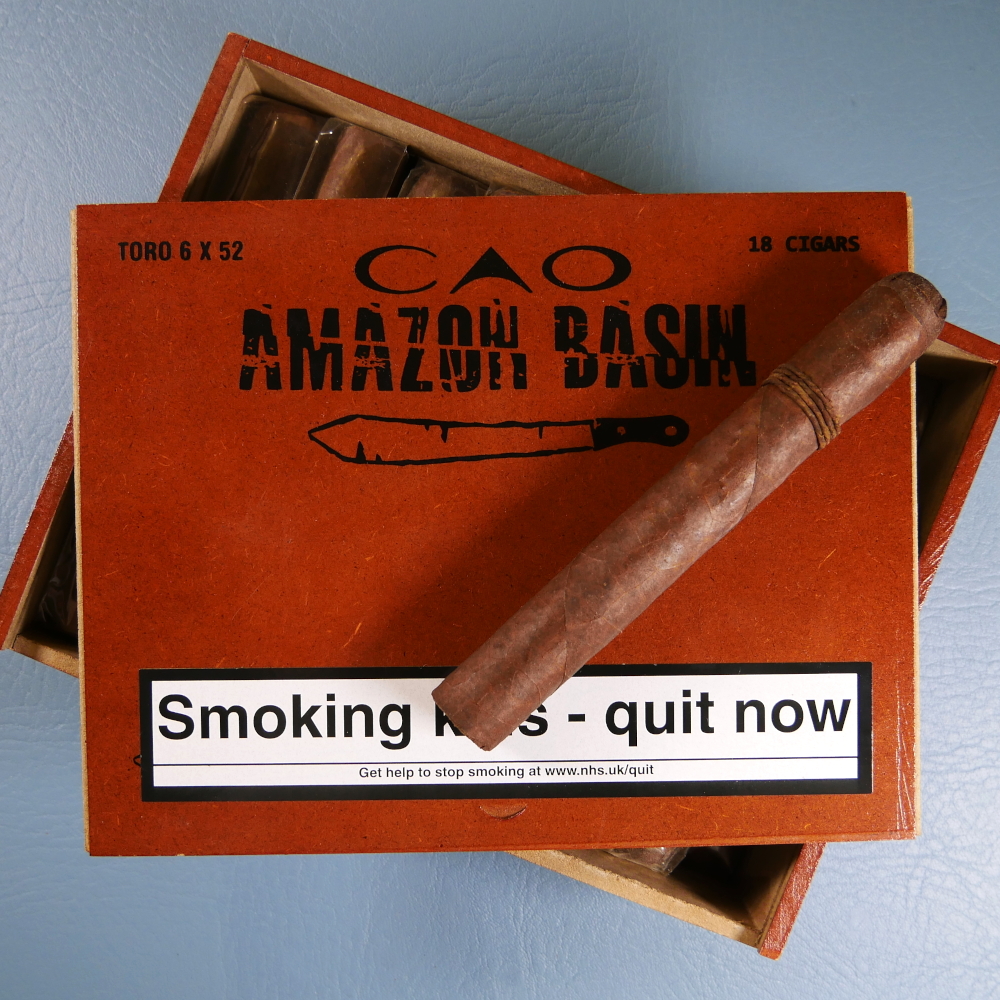 TORO 6 X 52
18 CIGARS
CAO
AMAZON BASIN
Smoking - quit now
Get help to stop smoking at www.nhs.uk/quit